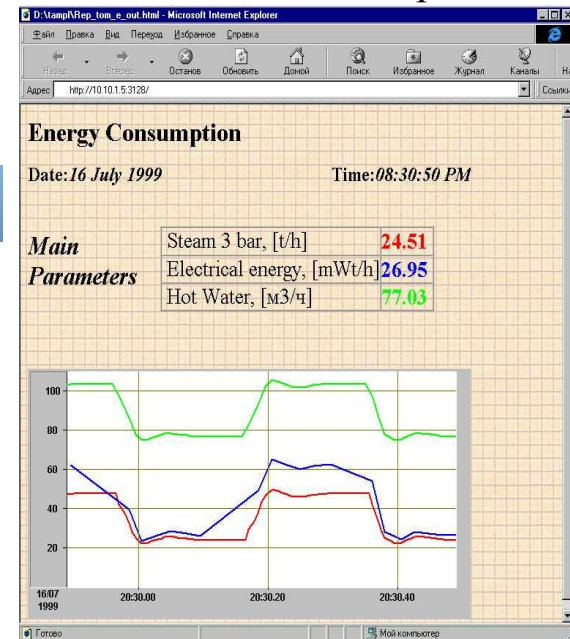 D:\tampl\Rep_tom_e_out.html - Microsoft Internet Explorer
Файл Правка Вид Переход Избранное Справка
Назад Вперед Останов Обновить Домой Поиск Избранное Журнал Каналы
Адрес http://10.10.1.5:3128/ Ссылки
Energy Consumption
Date:16 July 1999 Time:08:30:50 PM
Main
Parameters
Steam 3 bar, [t/h] 24.51
Electrical energy, [mWt/h] 26.95
Hot Water, [м3/ч] 77.03
100
80
60
40
20
16/07
1999
20:30.00 20:30.20 20:30.40
Готово Мой компьютер